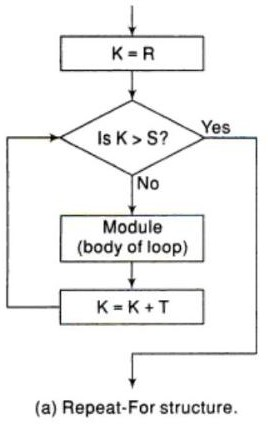 K = R
Is K > S?
Yes
No
Module
(body of loop)
K = K + T
(a) Repeat-For structure.